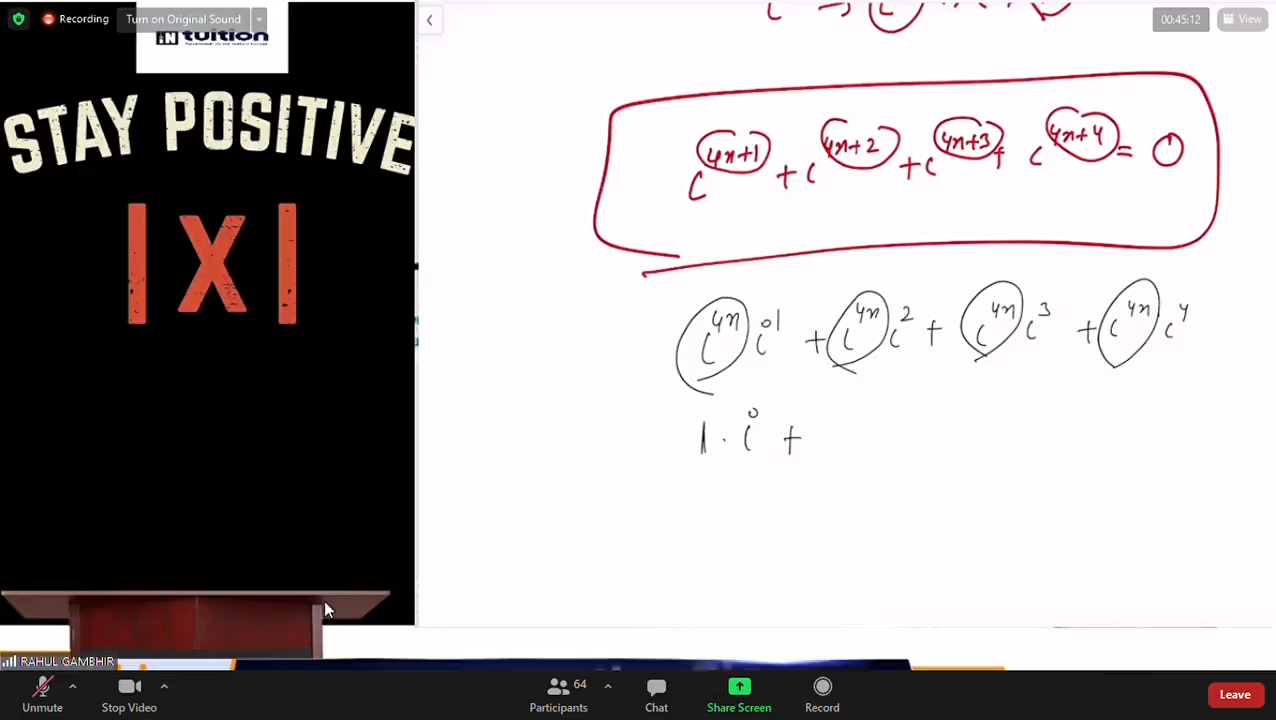 Recording
Turn on Original Sound
00:45:12
View
iN tuition
STAY POSITIVE
|x|
i^{4n+1} + i^{4n+2} + i^{4n+3} + i^{4n+4} = 0
i^{4n} i^1 + i^{4n} i^2 + i^{4n} i^3 + i^{4n} i^4
1 . i +
RAHUL GAMBHIR
64
Unmute
Stop Video
Participants
Chat
Share Screen
Record
Leave